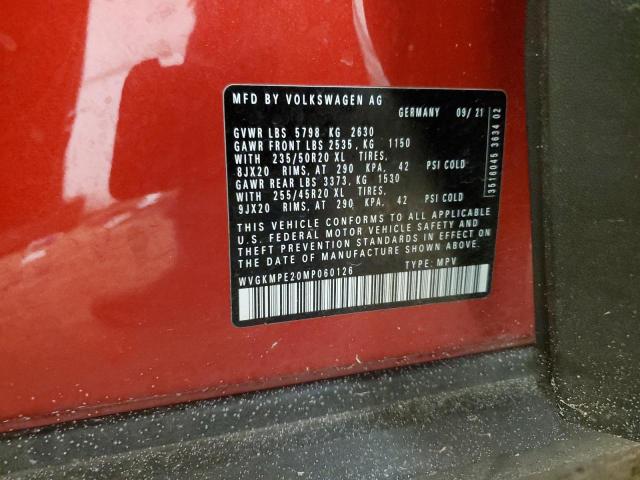 MFD BY VOLKSWAGEN AG
GERMANY 09/21
GVWR LBS 5798 KG 2630
GAWR FRONT LBS 2535, KG 1150
WITH 235/50R20 XL TIRES,
8JX20 RIMS, AT 290 KPA, 42 PSI COLD
GAWR REAR LBS 3373, KG 1530
WITH 255/45R20 XL TIRES,
9JX20 RIMS, AT 290 KPA, 42 PSI COLD
THIS VEHICLE CONFORMS TO ALL APPLICABLE
U.S. FEDERAL MOTOR VEHICLE SAFETY AND
THEFT PREVENTION STANDARDS IN EFFECT ON
THE DATE OF MANUFACTURE SHOWN ABOVE.
WVGKMPE20MP060126 TYPE: MPV
3516045 3634 02